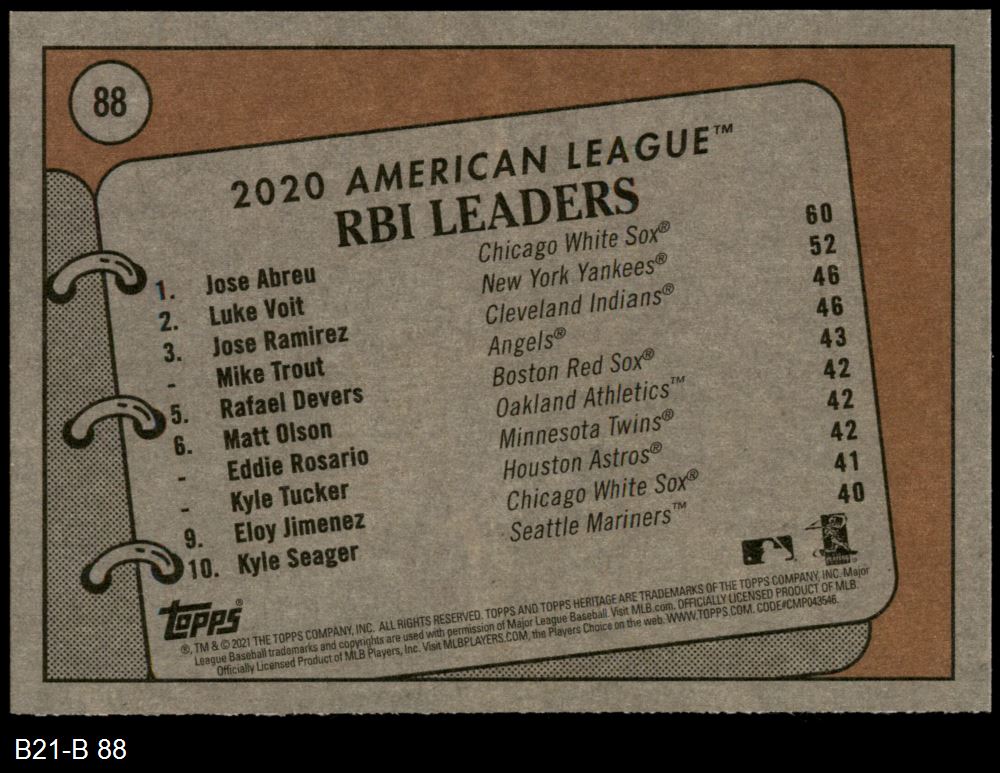 88
2020 AMERICAN LEAGUE™
RBI LEADERS
1. Jose Abreu Chicago White Sox® 60
2. Luke Voit New York Yankees® 52
3. Jose Ramirez Cleveland Indians® 46
- Mike Trout Angels® 46
5. Rafael Devers Boston Red Sox® 43
6. Matt Olson Oakland Athletics™ 42
- Eddie Rosario Minnesota Twins® 42
- Kyle Tucker Houston Astros® 42
9. Eloy Jimenez Chicago White Sox® 41
10. Kyle Seager Seattle Mariners™ 40
Topps®
®, TM & © 2021 THE TOPPS COMPANY, INC. ALL RIGHTS RESERVED. TOPPS AND TOPPS HERITAGE ARE TRADEMARKS OF THE TOPPS COMPANY, INC. Major
League Baseball trademarks and copyrights are used with permission of Major League Baseball. Visit MLB.com. OFFICIALLY LICENSED PRODUCT OF MLB
Officially Licensed Product of MLB Players, Inc. Visit MLBPLAYERS.COM, the Players Choice on the web. WWW.TOPPS.COM. CODE#CMP043546.
B21-B 88